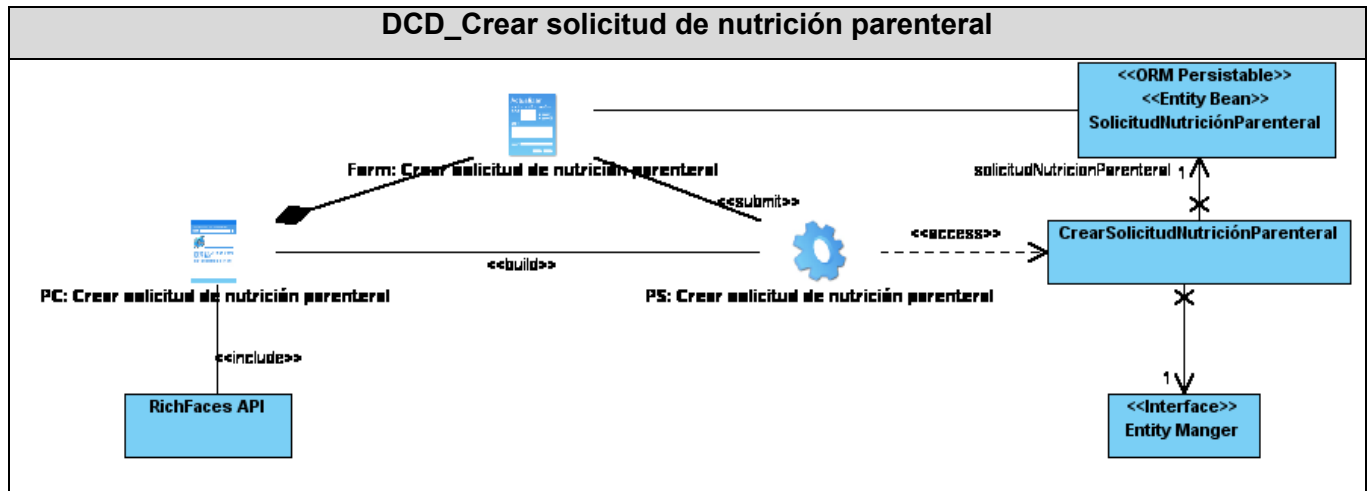 DCD_Crear solicitud de nutrición parenteral
<<ORM Persistable>>
<<Entity Bean>>
SolicitudNutriciónParenteral
Form: Crear solicitud de nutrición parenteral
solicitudNutricionParenteral 1
<<submit>>
<<access>>
CrearSolicitudNutriciónParenteral
<<build>>
PC: Crear solicitud de nutrición parenteral
PS: Crear solicitud de nutrición parenteral
<<include>>
1
RichFaces API
<<Interface>>
Entity Manger